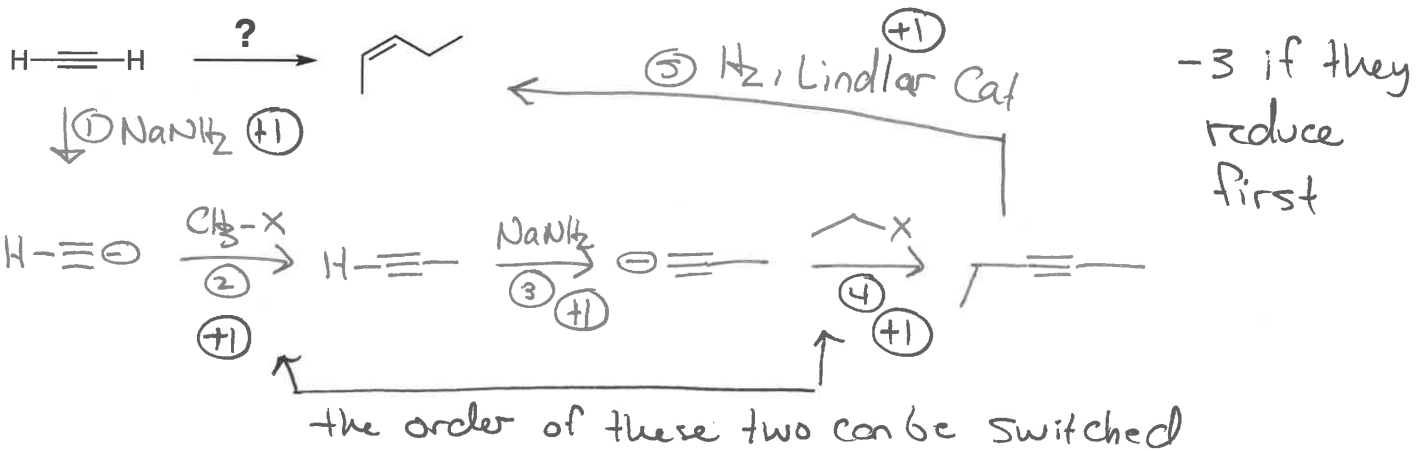 H≡H ?
① NaNH₂ +1
⑤ H₂, Lindlar Cat +1
-3 if they
reduce
first
H-≡⊖ CH₃-X ② +1 H-≡- NaNH₂ ③ +1 ⊖≡- X ④ +1
the order of these two can be switched